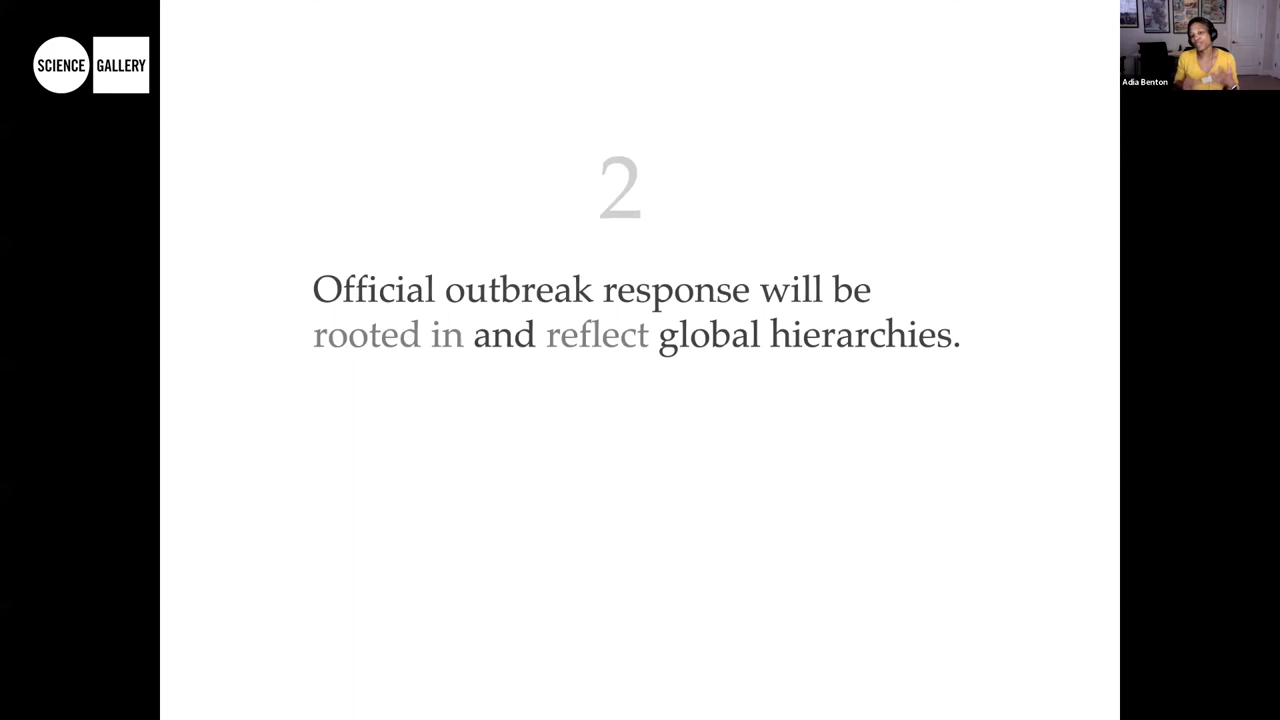 SCIENCE GALLERY
Adia Benton
2
Official outbreak response will be
rooted in and reflect global hierarchies.